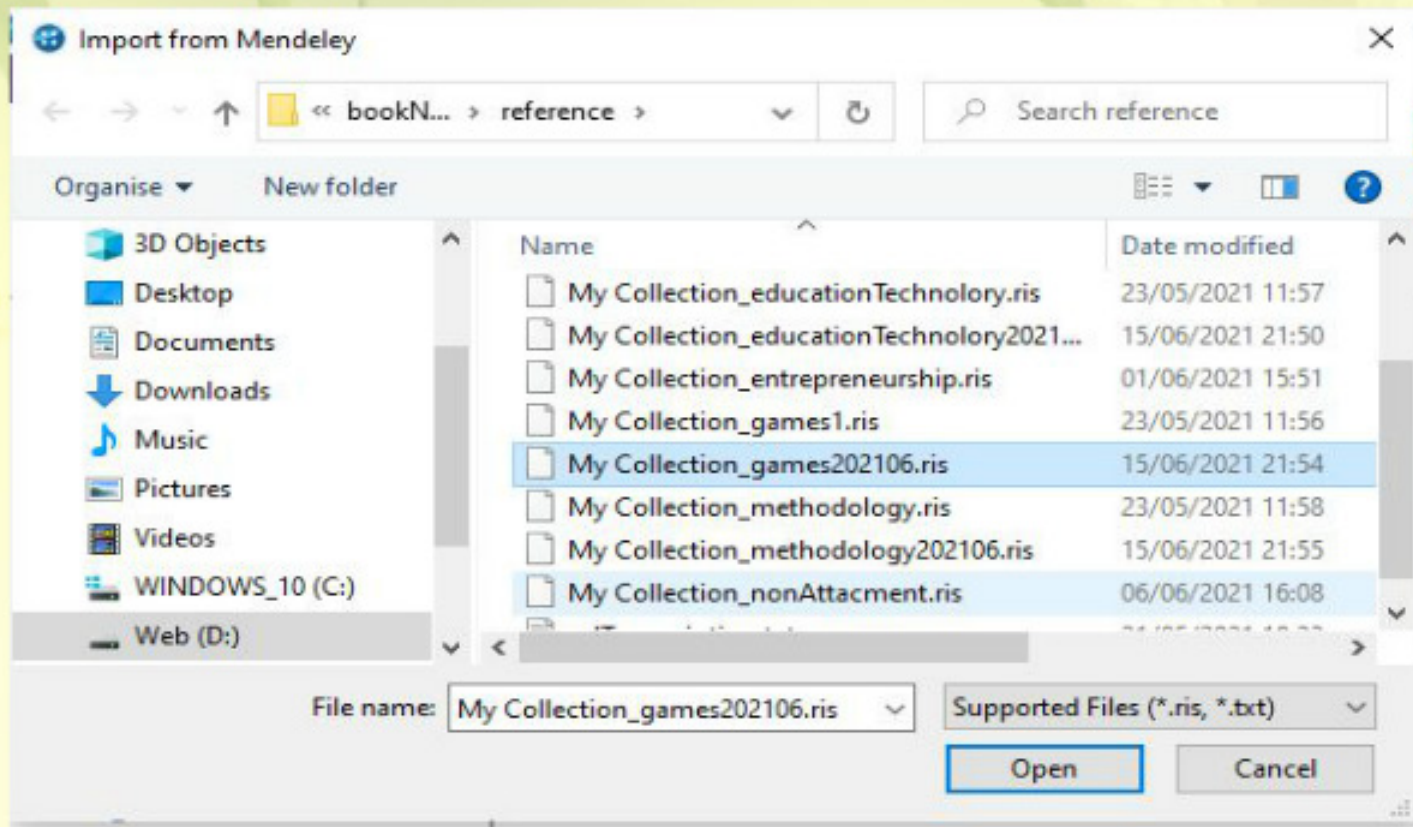 Import from Mendeley
« bookN... › reference ›
Search reference
Organise
New folder
Name
Date modified
3D Objects
Desktop
Documents
Downloads
Music
Pictures
Videos
WINDOWS_10 (C:)
Web (D:)
My Collection_educationTechnolory.ris 23/05/2021 11:57
My Collection_educationTechnolory2021... 15/06/2021 21:50
My Collection_entrepreneurship.ris 01/06/2021 15:51
My Collection_games1.ris 23/05/2021 11:56
My Collection_games202106.ris 15/06/2021 21:54
My Collection_methodology.ris 23/05/2021 11:58
My Collection_methodology202106.ris 15/06/2021 21:55
My Collection_nonAttacment.ris 06/06/2021 16:08
File name: My Collection_games202106.ris
Supported Files (*.ris, *.txt)
Open
Cancel